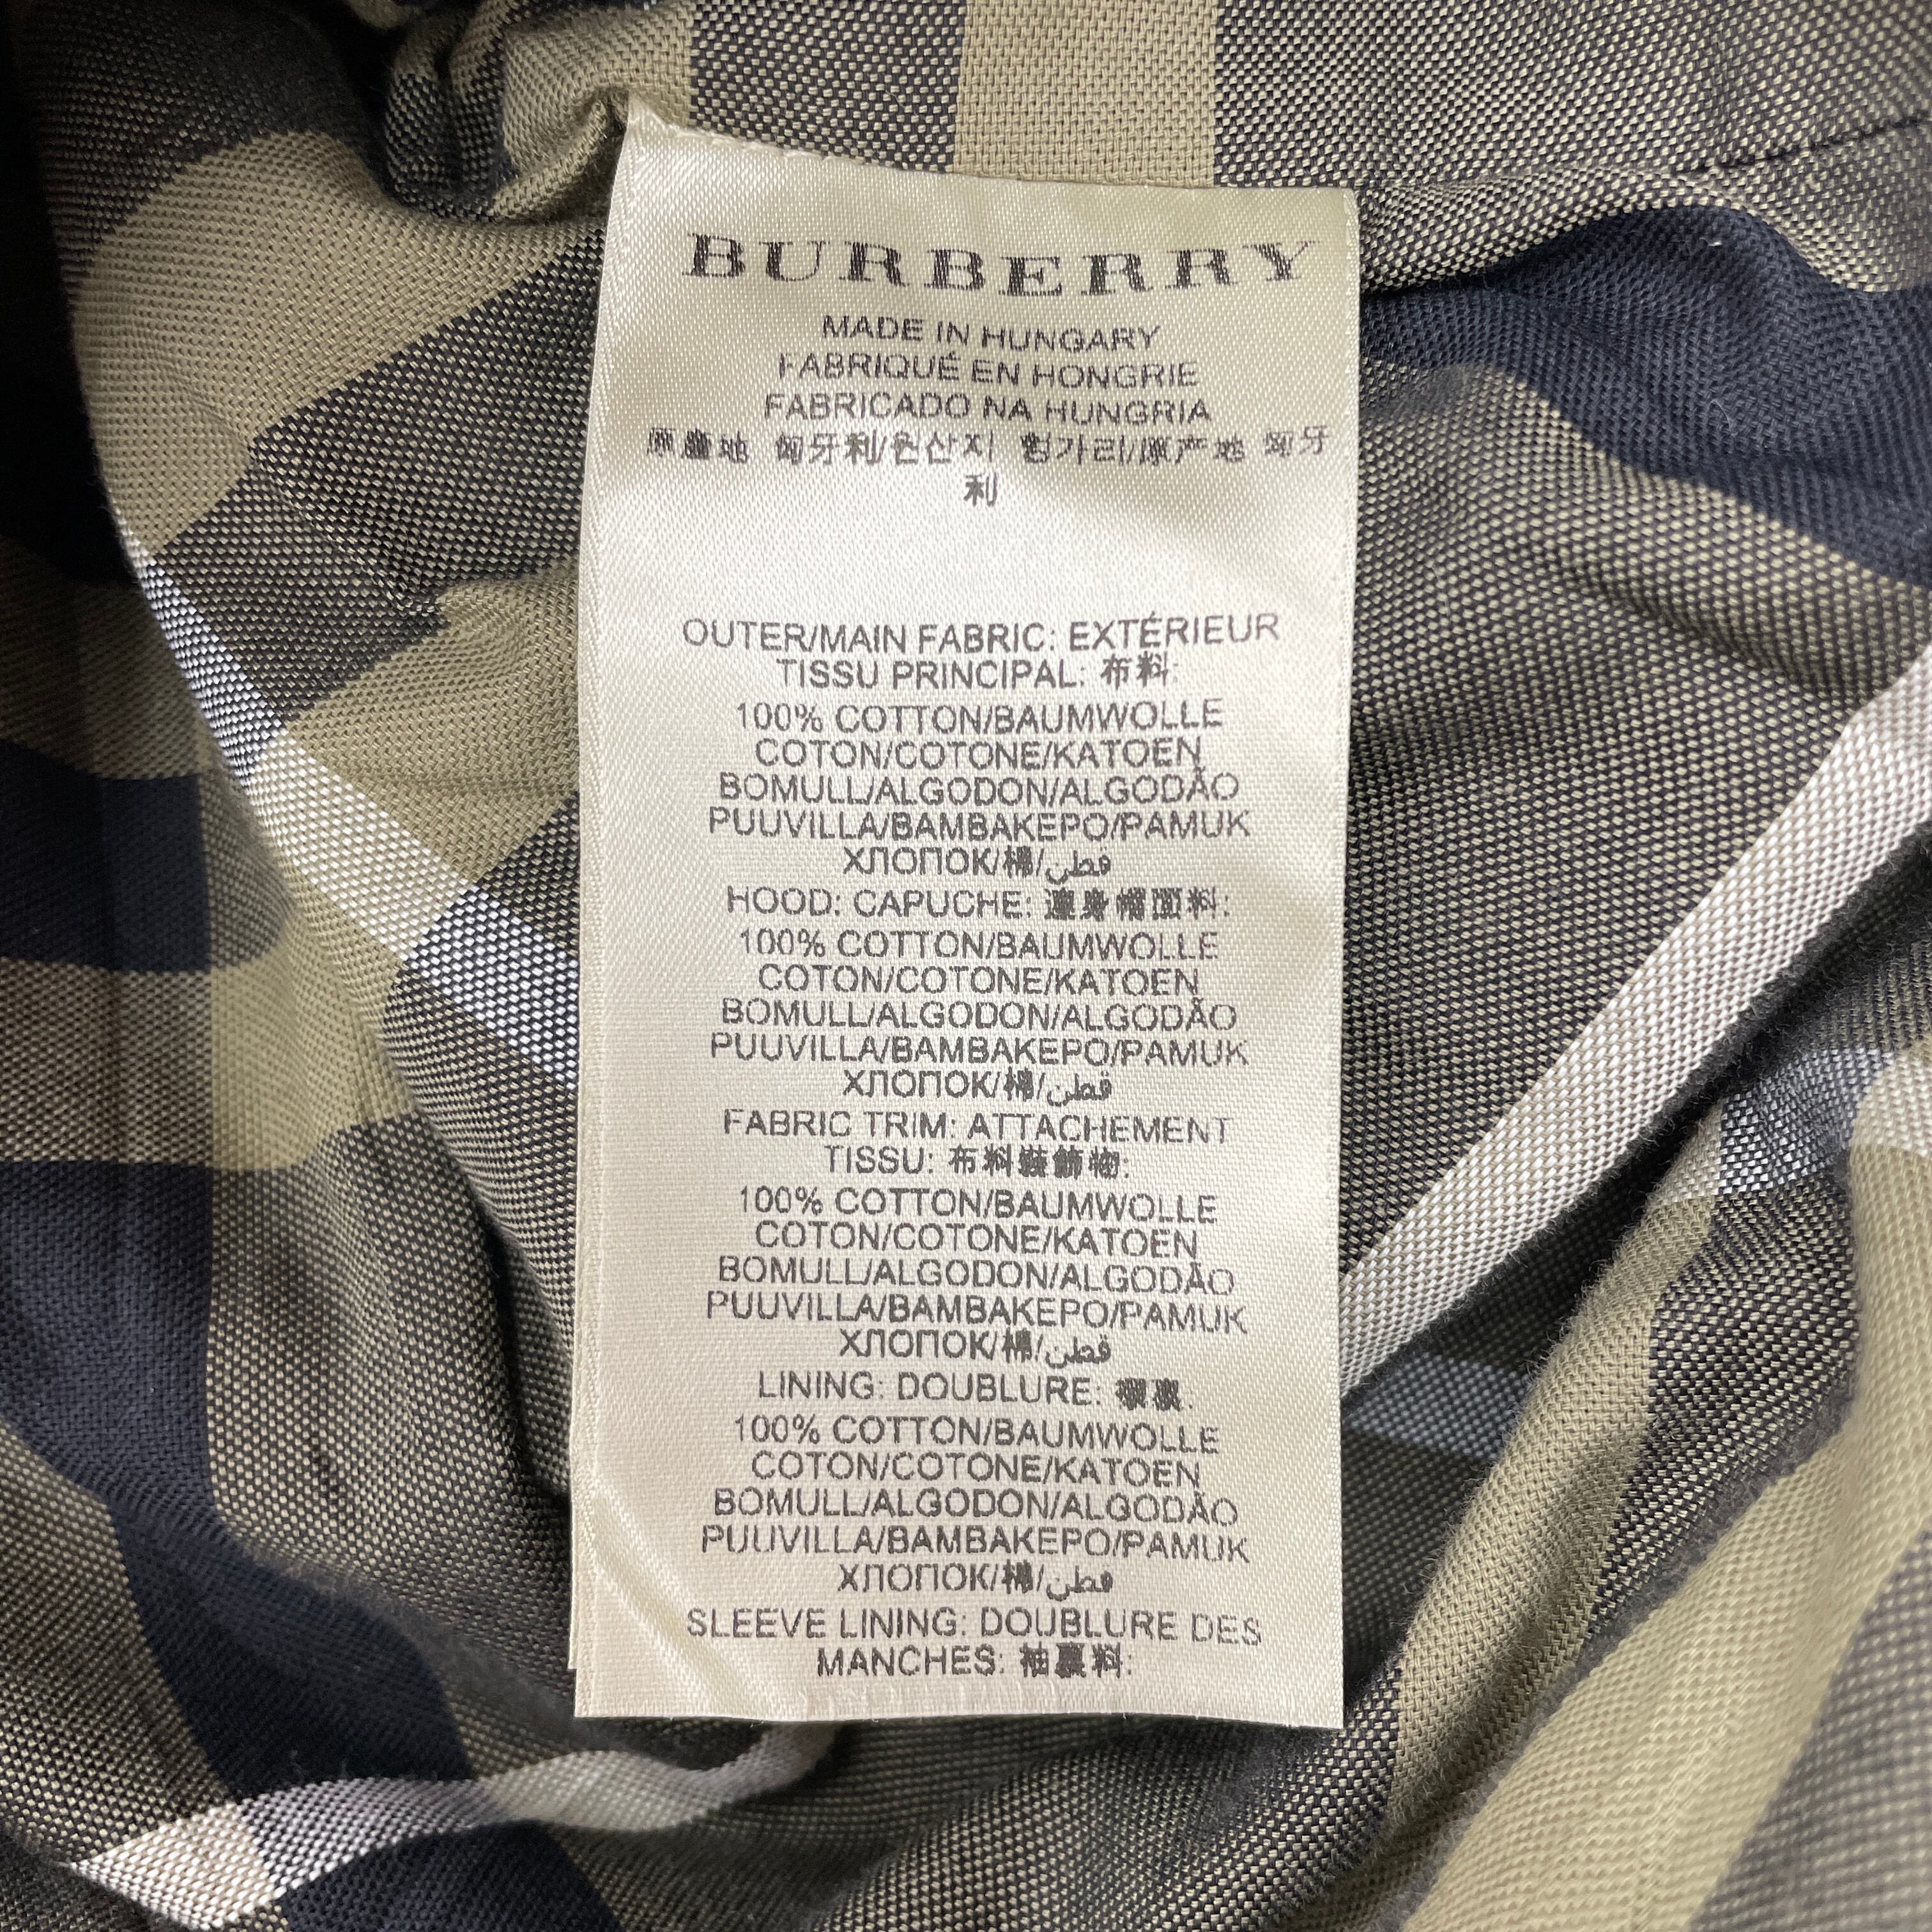 BURBERRY
MADE IN HUNGARY
FABRIQUÉ EN HONGRIE
FABRICADO NA HUNGRIA
原產地 匈牙利/원산지 헝가리/原产地 匈牙
利
OUTER/MAIN FABRIC: EXTÉRIEUR
TISSU PRINCIPAL: 布料:
100% COTTON/BAUMWOLLE
COTON/COTONE/KATOEN
BOMULL/ALGODON/ALGODÃO
PUUVILLA/BAMBAKEPO/PAMUK
ХЛОПОК/棉/قطن
HOOD: CAPUCHE: 連身帽面料:
100% COTTON/BAUMWOLLE
COTON/COTONE/KATOEN
BOMULL/ALGODON/ALGODÃO
PUUVILLA/BAMBAKEPO/PAMUK
ХЛОПОК/棉/قطن
FABRIC TRIM: ATTACHEMENT
TISSU: 布料裝飾物:
100% COTTON/BAUMWOLLE
COTON/COTONE/KATOEN
BOMULL/ALGODON/ALGODÃO
PUUVILLA/BAMBAKEPO/PAMUK
ХЛОПОК/棉/قطن
LINING: DOUBLURE: 襯裏:
100% COTTON/BAUMWOLLE
COTON/COTONE/KATOEN
BOMULL/ALGODON/ALGODÃO
PUUVILLA/BAMBAKEPO/PAMUK
ХЛОПОК/棉/قطن
SLEEVE LINING: DOUBLURE DES
MANCHES: 袖裏料: